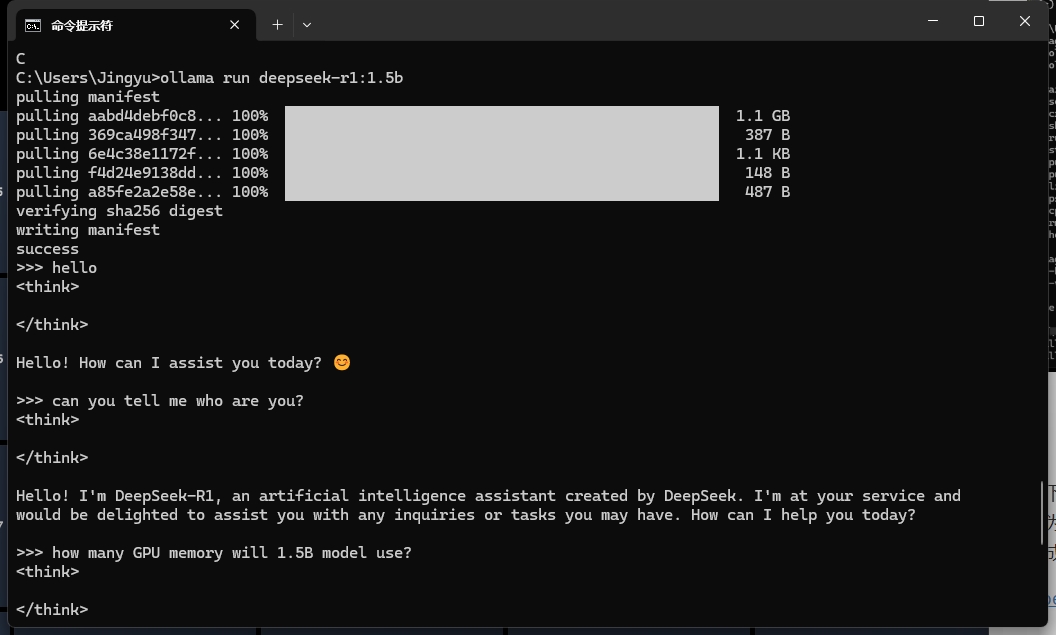 命令提示符
C
C:\Users\Jingyu>ollama run deepseek-r1:1.5b
pulling manifest
pulling aabd4debf0c8... 100% 1.1 GB
pulling 369ca498f347... 100% 387 B
pulling 6e4c38e1172f... 100% 1.1 KB
pulling f4d24e9138dd... 100% 148 B
pulling a85fe2a2e58e... 100% 487 B
verifying sha256 digest
writing manifest
success
>>> hello
<think>
</think>
Hello! How can I assist you today? 😊
>>> can you tell me who are you?
<think>
</think>
Hello! I'm DeepSeek-R1, an artificial intelligence assistant created by DeepSeek. I'm at your service and
would be delighted to assist you with any inquiries or tasks you may have. How can I help you today?
>>> how many GPU memory will 1.5B model use?
<think>
</think>